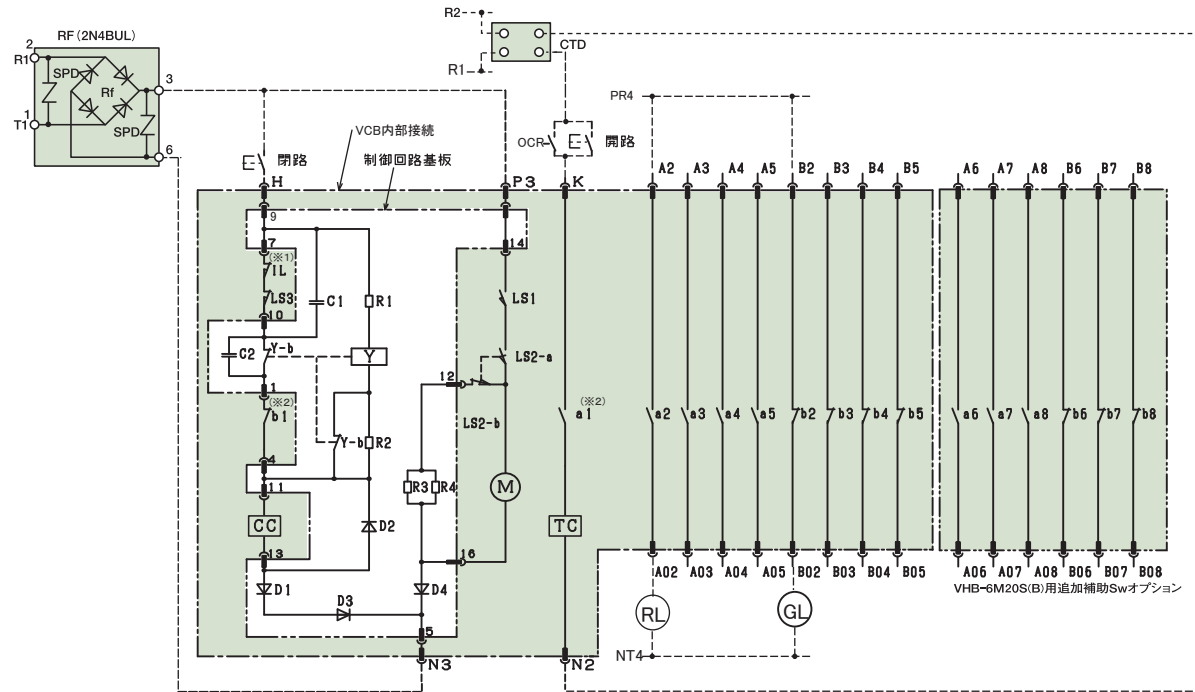 RF(2N4BUL)
2
R1
SPD
Rf
3
1
T1
SPD
6
R2
CTD
R1
PR4
OCR
開路
VCB内部接続
閉路
制御回路基板
H
P3
K
A2
A3
A4
A5
B2
B3
B4
B5
A6
A7
A8
B6
B7
B8
9
7
14
(※1)
IL
LS3
C1
R1
LS1
10
C2
Y-b
Y
LS2-a
12
1
(※2)
b1
LS2-b
a1
(※2)
a2
a3
a4
a5
b2
b3
b4
b5
a6
a7
a8
b6
b7
b8
Y-b
R2
4
11
R3
R4
M
CC
D2
TC
13
16
D1
D4
D3
5
N3
N2
A02
A03
A04
A05
B02
B03
B04
B05
A06
A07
A08
B06
B07
B08
VHB-6M20S(B)用追加補助Swオプション
RL
GL
NT4